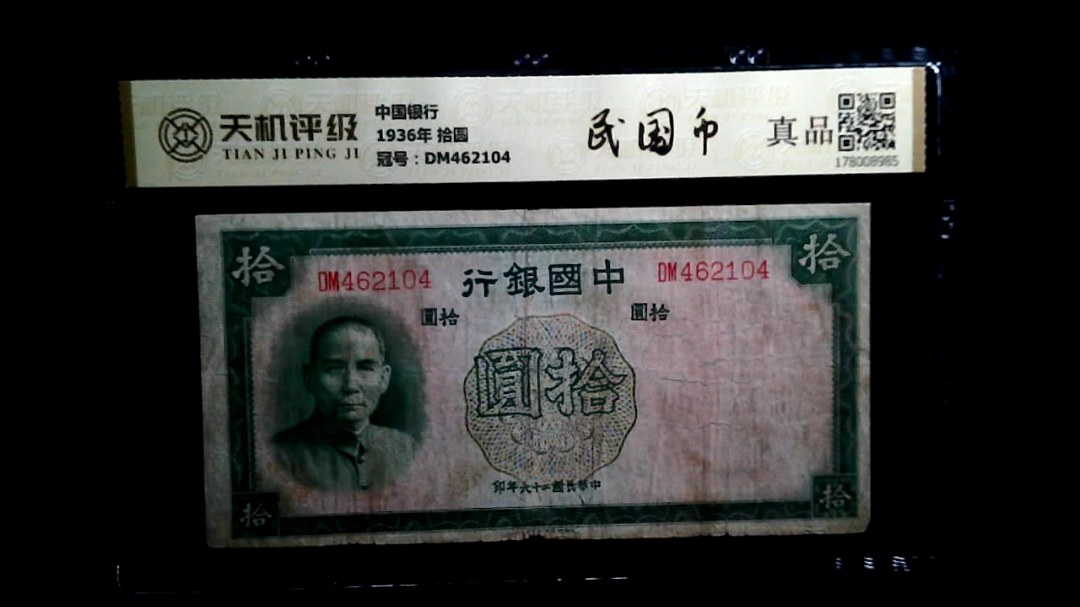 天机评级
TIAN JI PING JI
中国银行
1936年 拾圆
冠号：DM462104
民国币
真品
178008985
拾
拾
DM462104
行銀國中
DM462104
圓拾
圓拾
圓拾
印年六十二國民華中
拾
拾